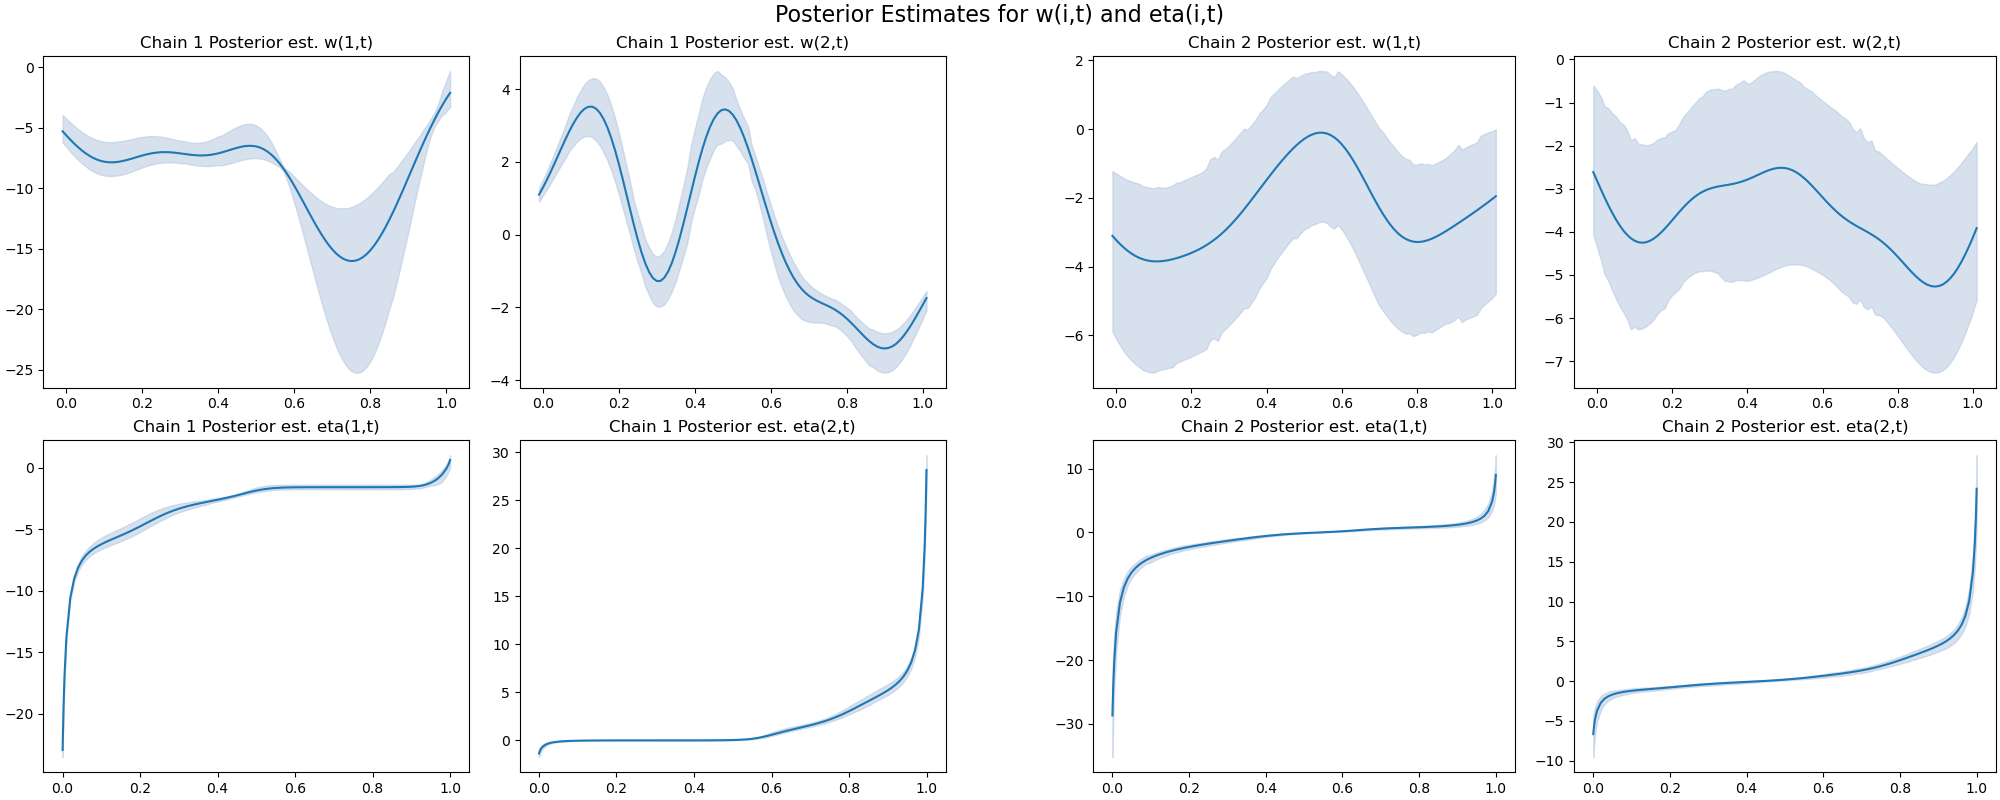 Posterior Estimates for w(i,t) and eta(i,t)
Chain 1 Posterior est. w(1,t)
0
−5
−10
−15
−20
−25
0.0 0.2 0.4 0.6 0.8 1.0
Chain 1 Posterior est. w(2,t)
4
2
0
−2
−4
0.0 0.2 0.4 0.6 0.8 1.0
Chain 2 Posterior est. w(1,t)
2
0
−2
−4
−6
0.0 0.2 0.4 0.6 0.8 1.0
Chain 2 Posterior est. w(2,t)
0
−1
−2
−3
−4
−5
−6
−7
0.0 0.2 0.4 0.6 0.8 1.0
Chain 1 Posterior est. eta(1,t)
0
−5
−10
−15
−20
0.0 0.2 0.4 0.6 0.8 1.0
Chain 1 Posterior est. eta(2,t)
30
25
20
15
10
5
0
0.0 0.2 0.4 0.6 0.8 1.0
Chain 2 Posterior est. eta(1,t)
10
0
−10
−20
−30
0.0 0.2 0.4 0.6 0.8 1.0
Chain 2 Posterior est. eta(2,t)
30
25
20
15
10
5
0
−5
−10
0.0 0.2 0.4 0.6 0.8 1.0